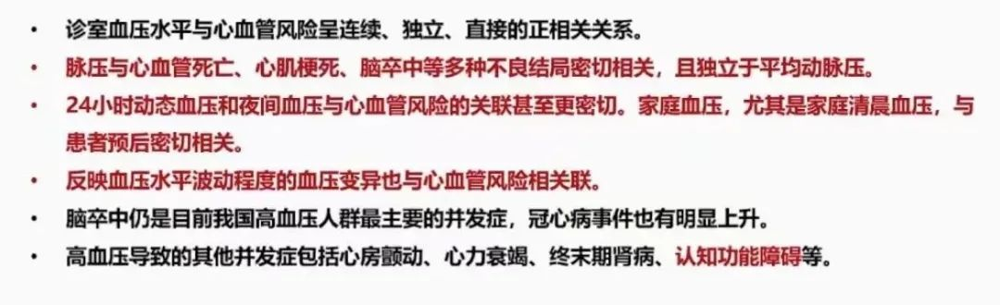 • 诊室血压水平与心血管风险呈连续、独立、直接的正相关关系。
• 脉压与心血管死亡、心肌梗死、脑卒中等多种不良结局密切相关，且独立于平均动脉压。
• 24小时动态血压和夜间血压与心血管风险的关联甚至更密切。家庭血压，尤其是家庭清晨血压，与
患者预后密切相关。
• 反映血压水平波动程度的血压变异也与心血管风险相关联。
• 脑卒中仍是目前我国高血压人群最主要的并发症，冠心病事件也有明显上升。
• 高血压导致的其他并发症包括心房颤动、心力衰竭、终末期肾病、认知功能障碍等。